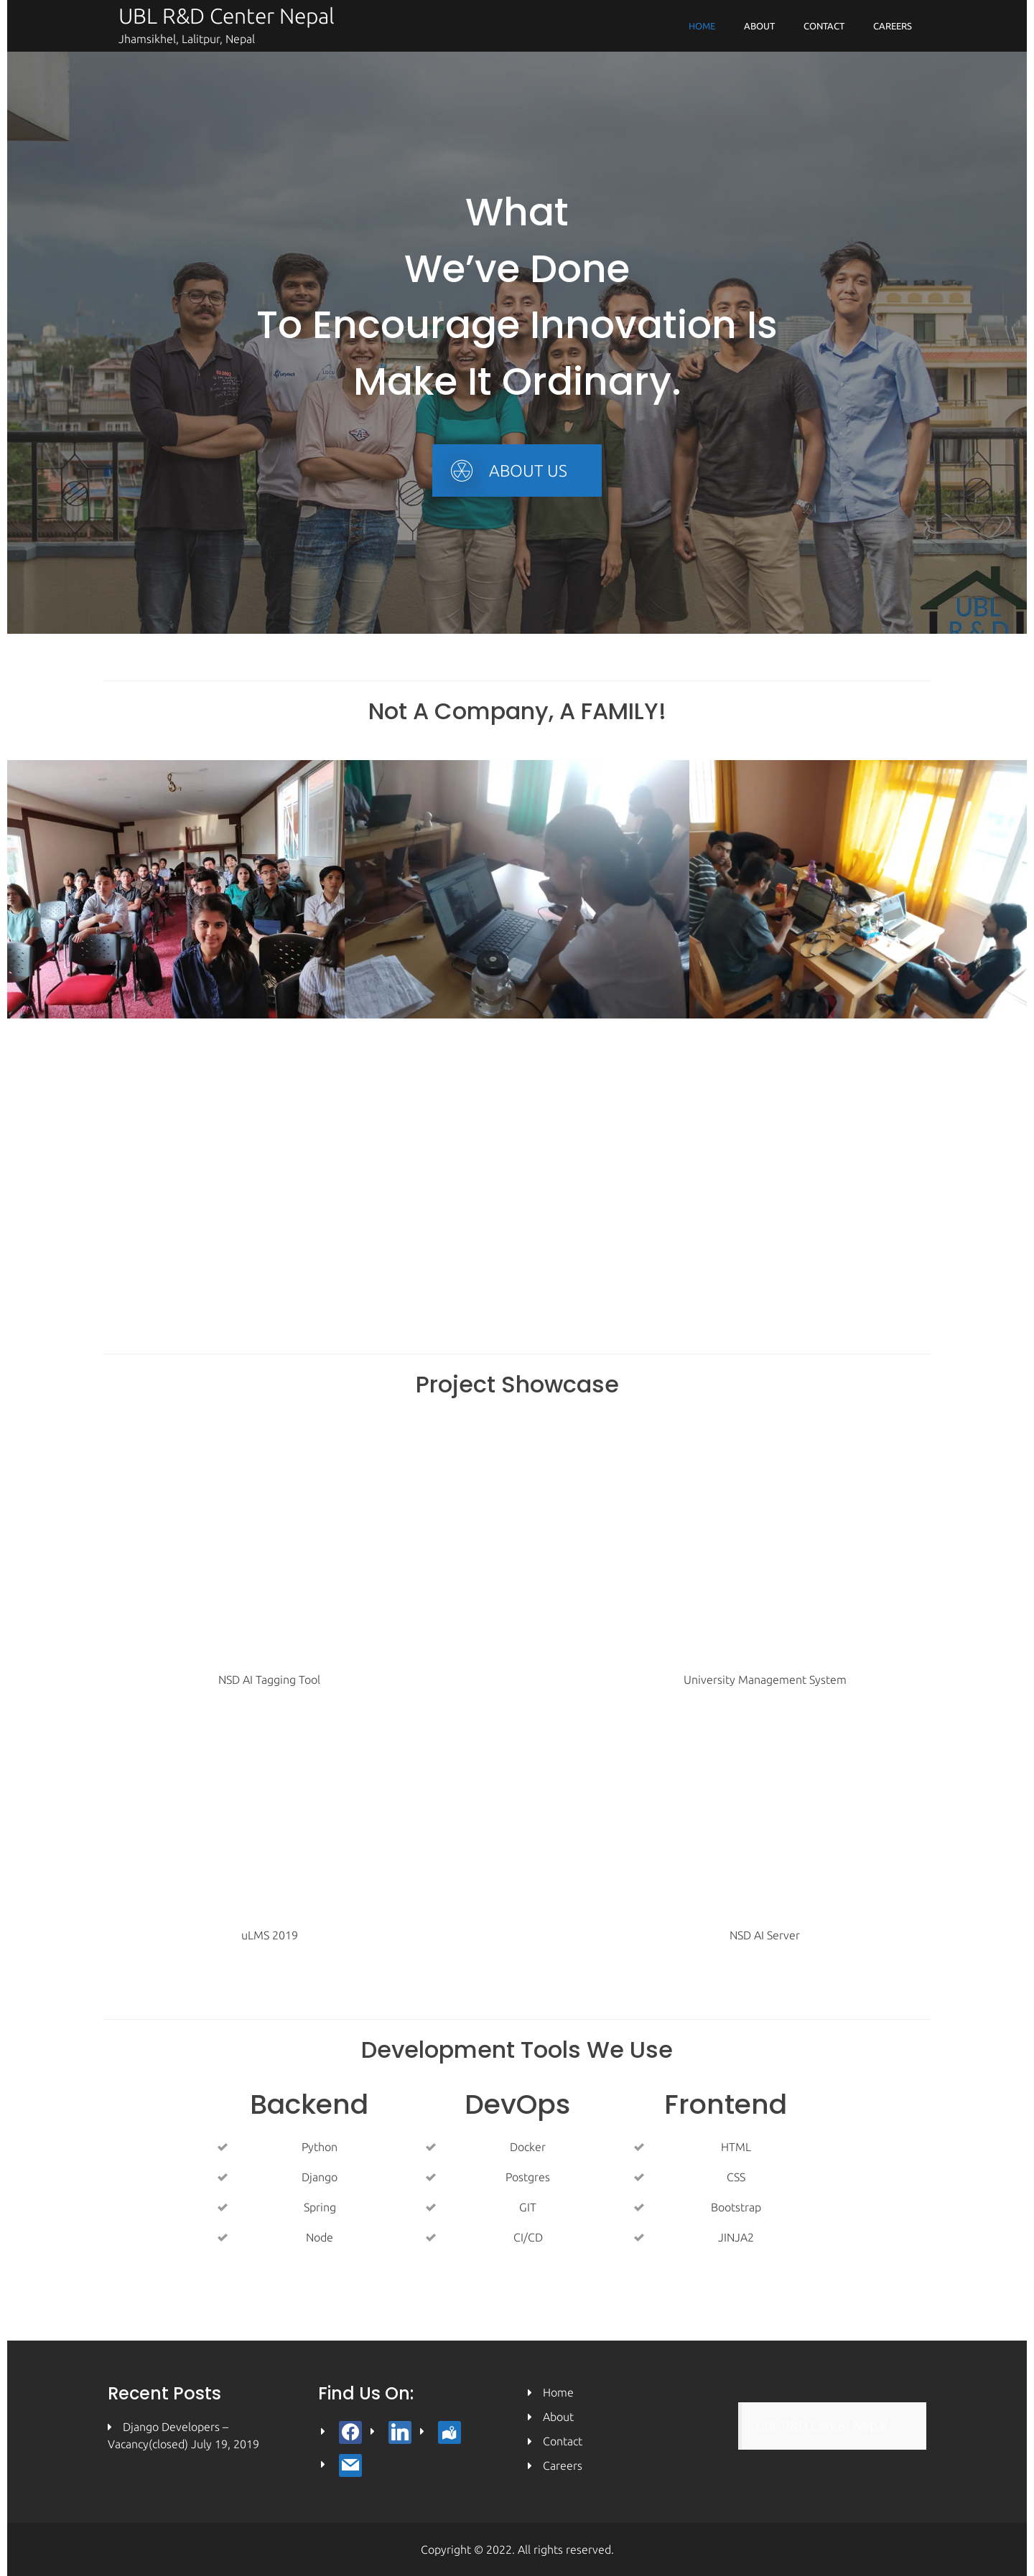 UBL R&D Center Nepal
Jhamsikhel, Lalitpur, Nepal
HOME
ABOUT
CONTACT
CAREERS
What
We’ve Done
To Encourage Innovation Is
Make It Ordinary.
ABOUT US
UBL
R & D
Not A Company, A FAMILY!
Project Showcase
NSD AI Tagging Tool
University Management System
uLMS 2019
NSD AI Server
Development Tools We Use
Backend
Python
Django
Spring
Node
DevOps
Docker
Postgres
GIT
CI/CD
Frontend
HTML
CSS
Bootstrap
JINJA2
Recent Posts
Django Developers –
Vacancy(closed) July 19, 2019
Find Us On:
Home
About
Contact
Careers
Copyright © 2022. All rights reserved.